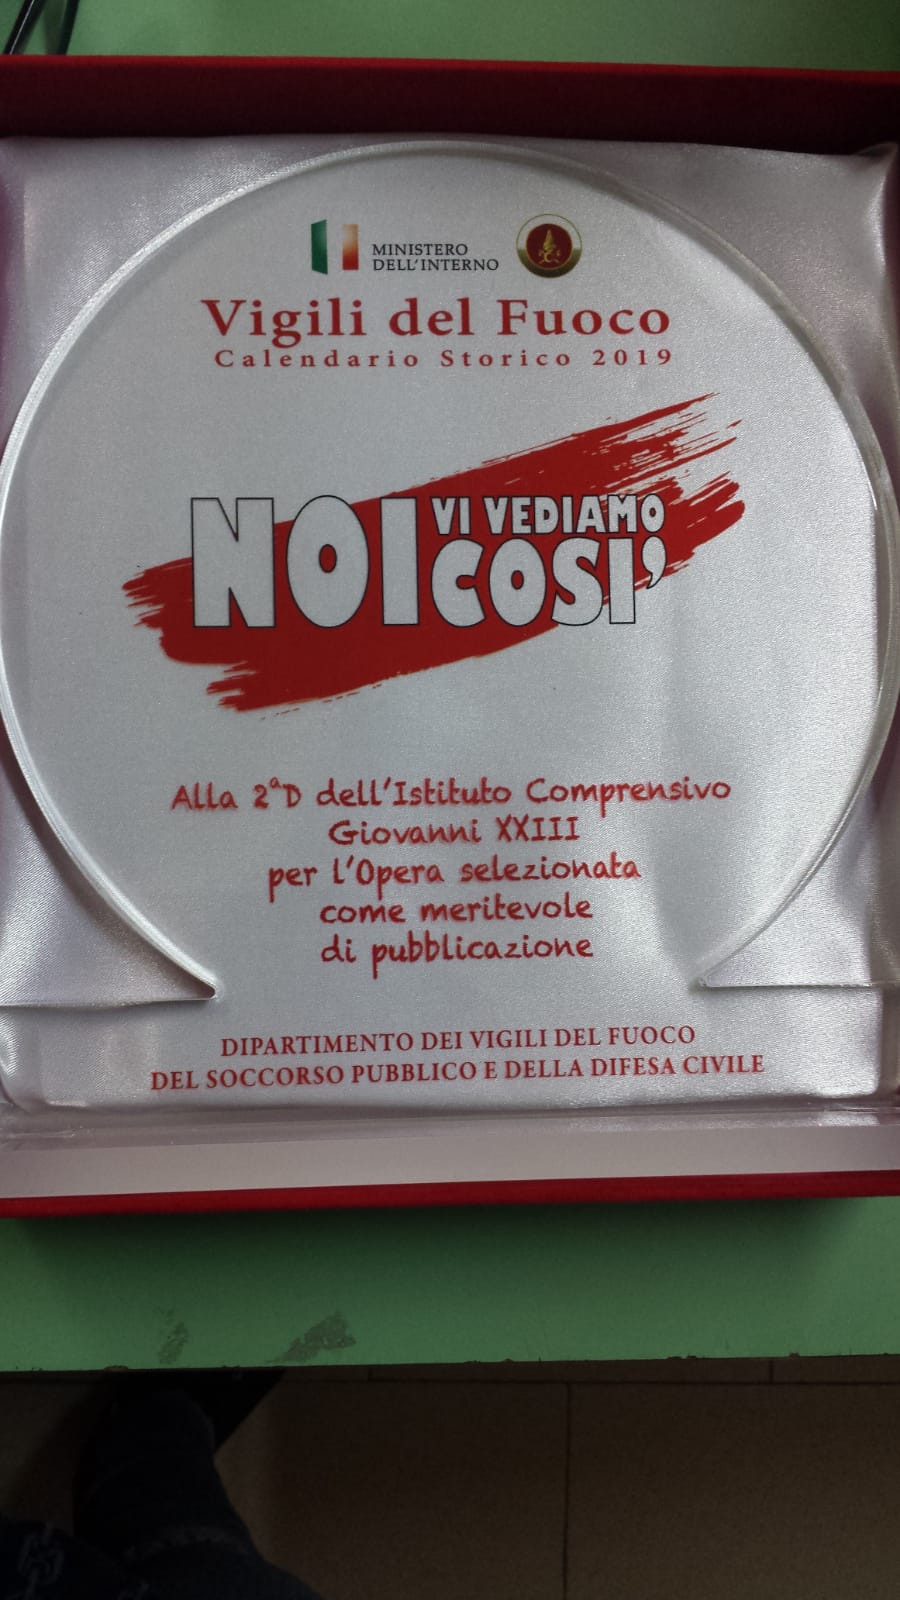 MINISTERO
DELL'INTERNO
Vigili del Fuoco
Calendario Storico 2019
NOI VI VEDIAMO
COSI'
Alla 2ªD dell'Istituto Comprensivo
Giovanni XXIII
per l'Opera selezionata
come meritevole
di pubblicazione
DIPARTIMENTO DEI VIGILI DEL FUOCO
DEL SOCCORSO PUBBLICO E DELLA DIFESA CIVILE